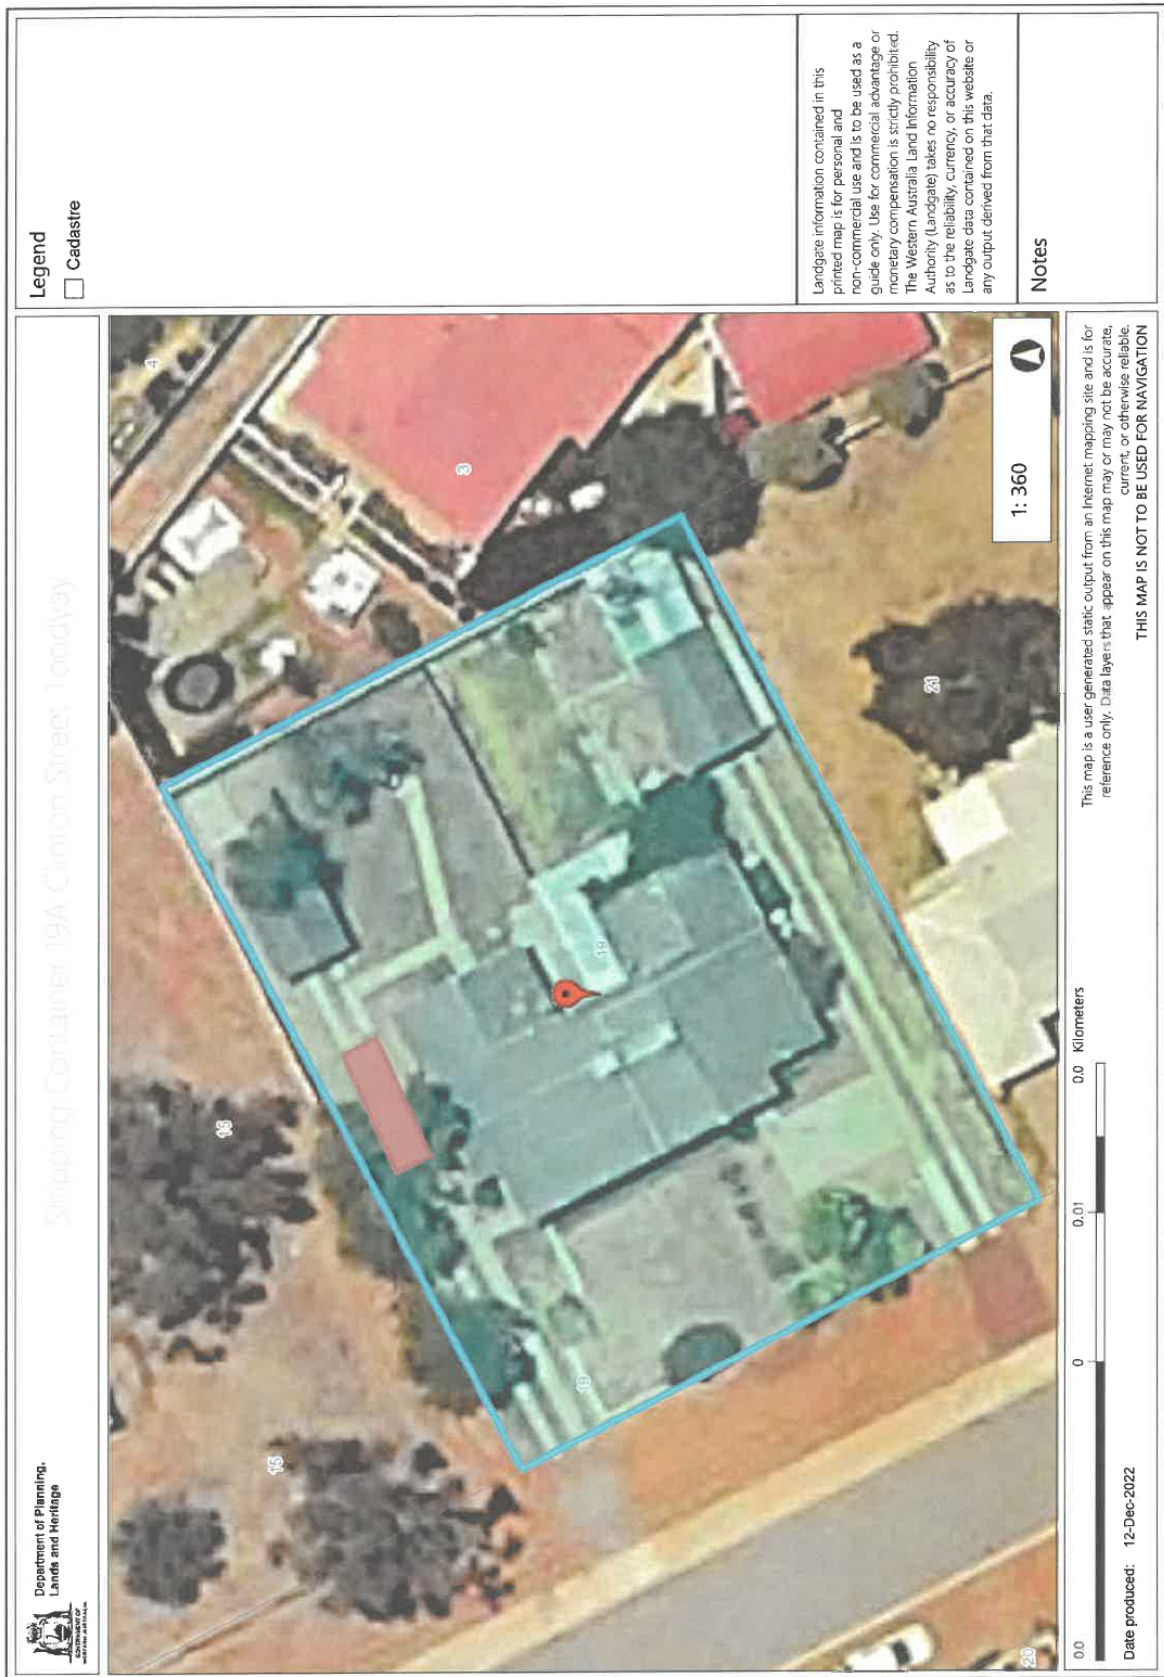 GOVERNMENT OF
WESTERN AUSTRALIA
Department of Planning,
Lands and Heritage
Shipping Container 19A Clinton Street Toodyay
Legend
Cadastre
4
3
15
15
19
19
21
20
1: 360
Landgate information contained in this
printed map is for personal and
non-commercial use and is to be used as a
guide only. Use for commercial advantage or
monetary compensation is strictly prohibited.
The Western Australia Land Information
Authority (Landgate) takes no responsibility
as to the reliability, currency, or accuracy of
Landgate data contained on this website or
any output derived from that data.
Notes
0.0
0
0.01
0.0
Kilometers
Date produced: 12-Dec-2022
This map is a user generated static output from an Internet mapping site and is for
reference only. Data layers that appear on this map may or may not be accurate,
current, or otherwise reliable.
THIS MAP IS NOT TO BE USED FOR NAVIGATION